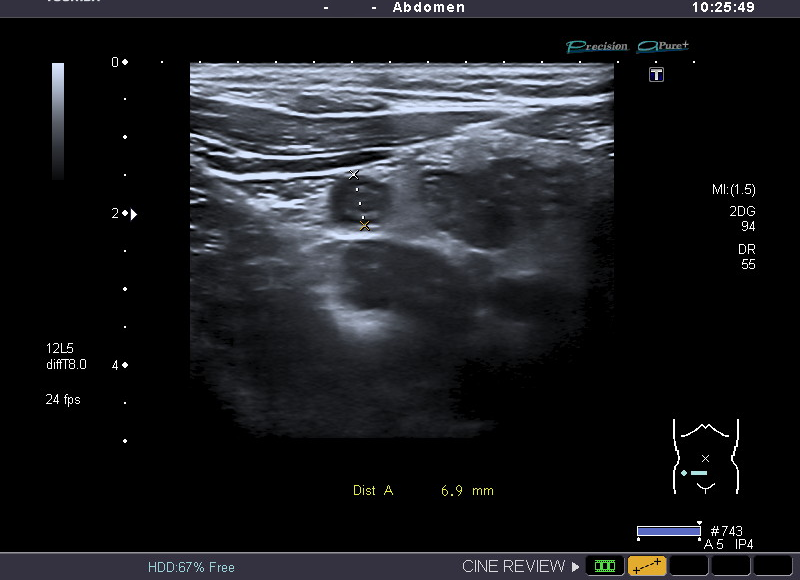 - - Abdomen 10:25:49
Precision APure+
0
T
MI:(1.5)
2
2DG
94
DR
55
12L5
diffT8.0
4
24 fps
Dist A 6.9 mm
#743
A 5 IP4
HDD:67% Free
CINE REVIEW